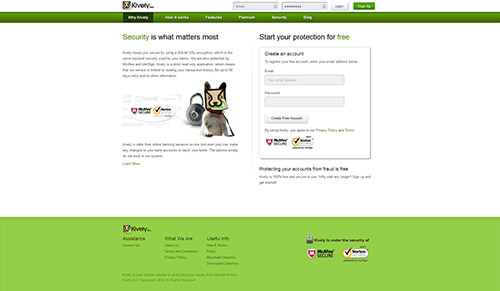 Kively
Email
Login
Sign Up
Why Kively
How it works
Features
Premium
Security
Blog
Security is what matters most
Start your protection for free
Kively keeps you secure by using a 256-bit SSL encryption, which is the
same top-level security used by your banks. We are also protected by
McAfee and VeriSign. Kively is a strict read-only application, which means
that our service is limited to reading your transaction history (for up to 90
days only) and no other information.
McAfee SECURE
Norton SECURED
Kively is safer than online banking because no one (not even you) can make
any changes to your bank accounts or touch your funds. The options simply
do not exist in our system.
Learn More
Create an account
To register your free account, enter your email address below.
Email
Your email address
Password
Create Free Account
By using Kively, you agree to our Privacy Policy and Terms.
McAfee SECURE
Norton SECURED
Protecting your accounts from fraud is free
Kively is 100% free and secure to use. Why wait any longer? Sign up and
get started!
Kively
Assistance
Contact Us
What We Are
About Us
Terms and Conditions
Privacy Policy
Useful Info
How it Works
FAQs
Merchant Directory
Description Directory
Kively is under the security of
McAfee SECURE
Norton SECURED
Kively is your simple solution to protecting your money from harmful threats.